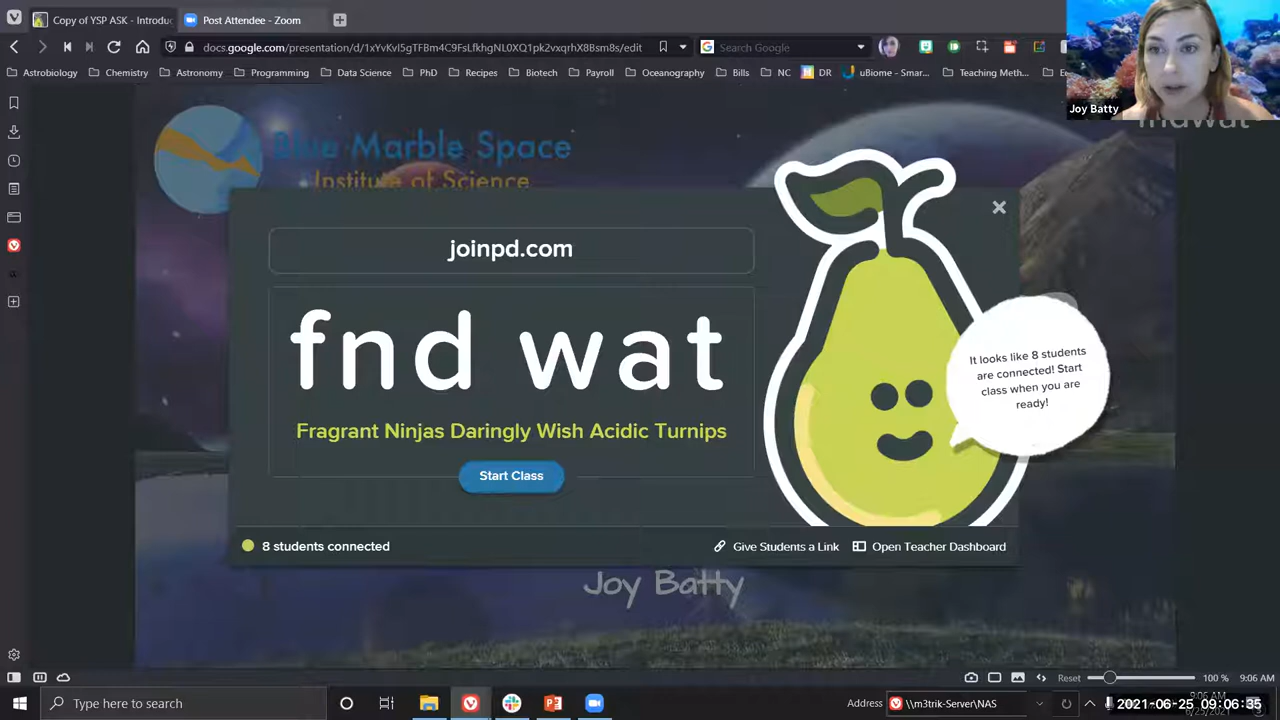 Copy of YSP ASK - Introdu
Post Attendee - Zoom
docs.google.com/presentation/d/1xYvKvl5gTFBm4C9FsLfkhgNL0XQ1pk2vxqrhX8Bsm8s/edit
Search Google
Astrobiology
Chemistry
Astronomy
Programming
Data Science
PhD
Recipes
Biotech
Payroll
Oceanography
Bills
NC
DR
uBiome - Smar...
Teaching Meth...
Joy Batty
fndwat
Blue Marble Space
Institute of Science
joinpd.com
fnd wat
Fragrant Ninjas Daringly Wish Acidic Turnips
Start Class
It looks like 8 students
are connected! Start
class when you are
ready!
8 students connected
Give Students a Link
Open Teacher Dashboard
Joy Batty
Reset
100 %
9:06 AM
Type here to search
Address
\\m3trik-Server\NAS
2021-06-25 09:06:35